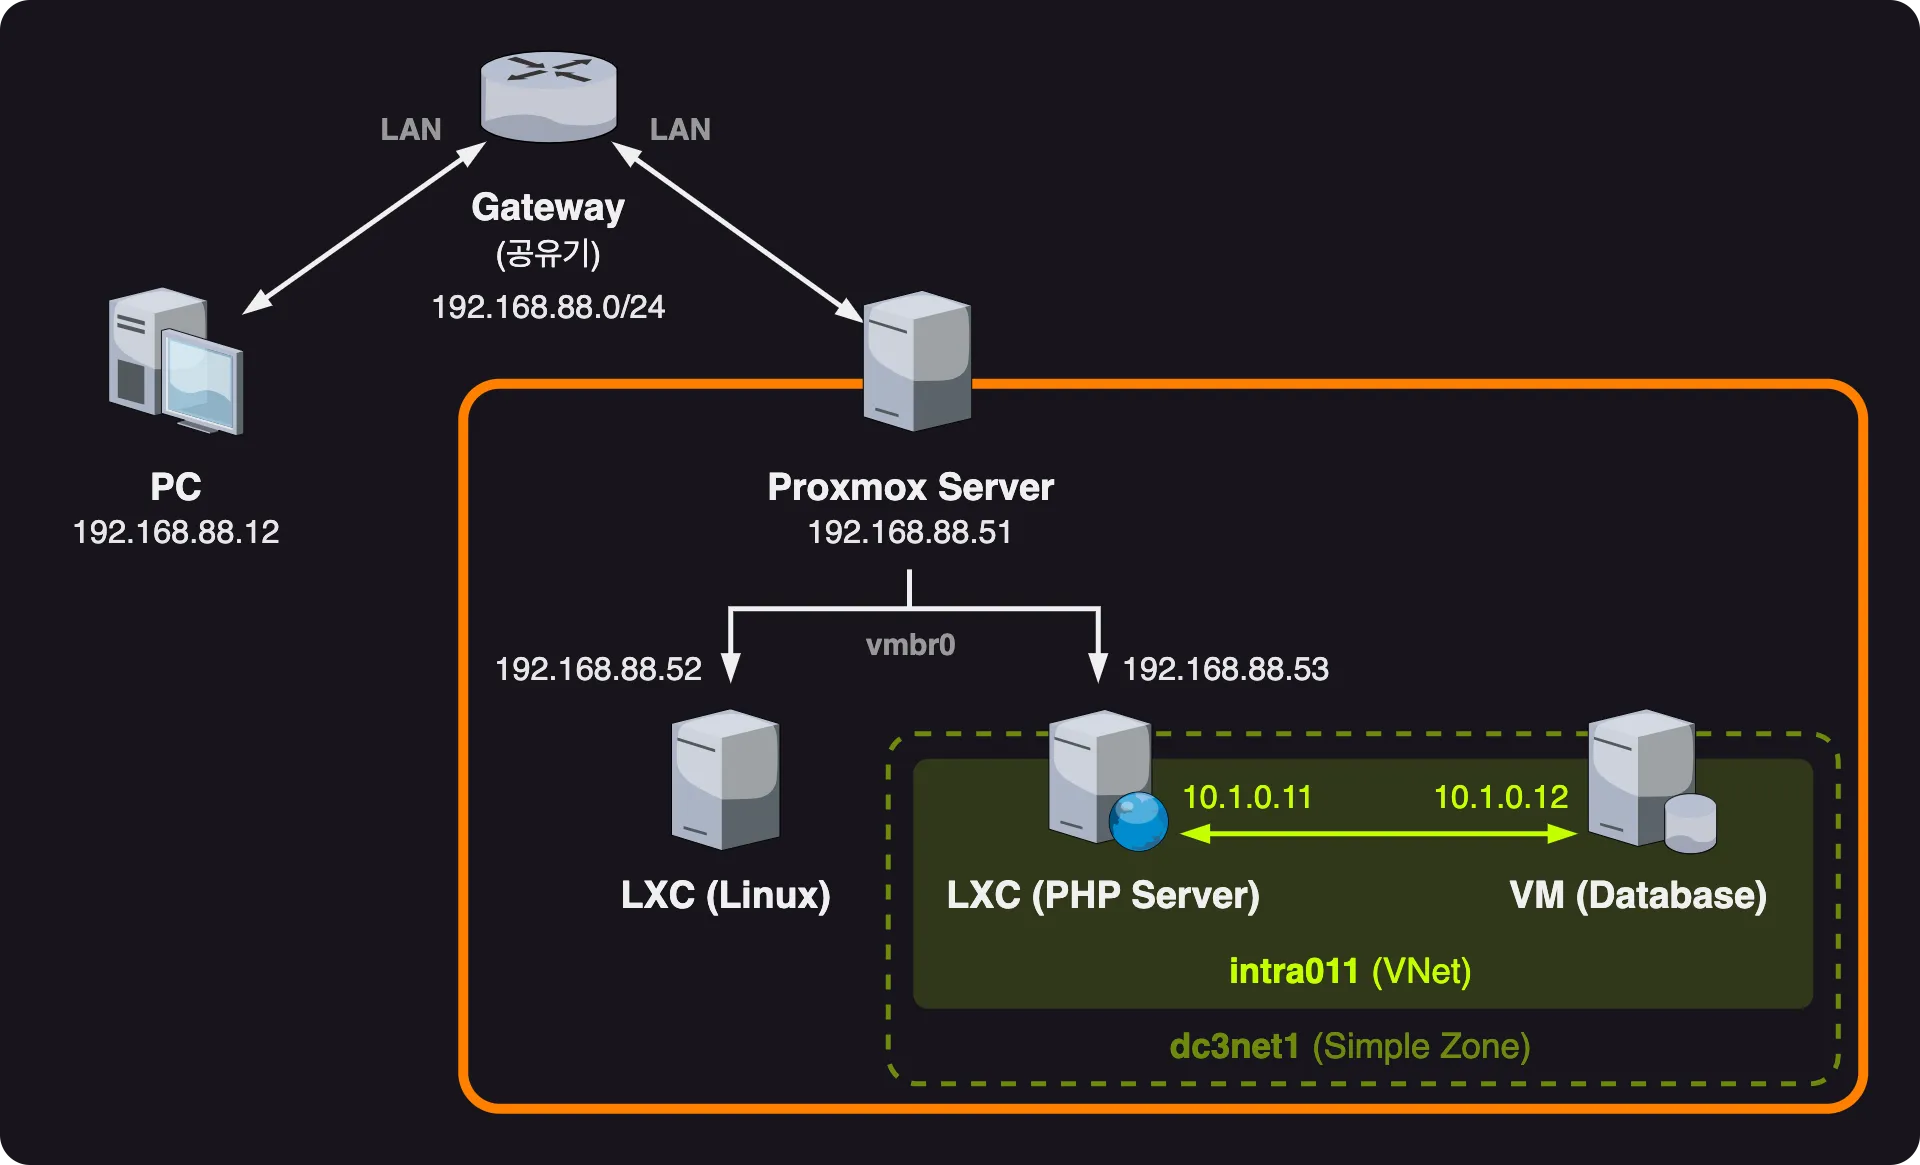 LAN
LAN
Gateway
(공유기)
192.168.88.0/24
PC
192.168.88.12
Proxmox Server
192.168.88.51
vmbr0
192.168.88.52
192.168.88.53
10.1.0.11
10.1.0.12
LXC (Linux)
LXC (PHP Server)
VM (Database)
intra011 (VNet)
dc3net1 (Simple Zone)